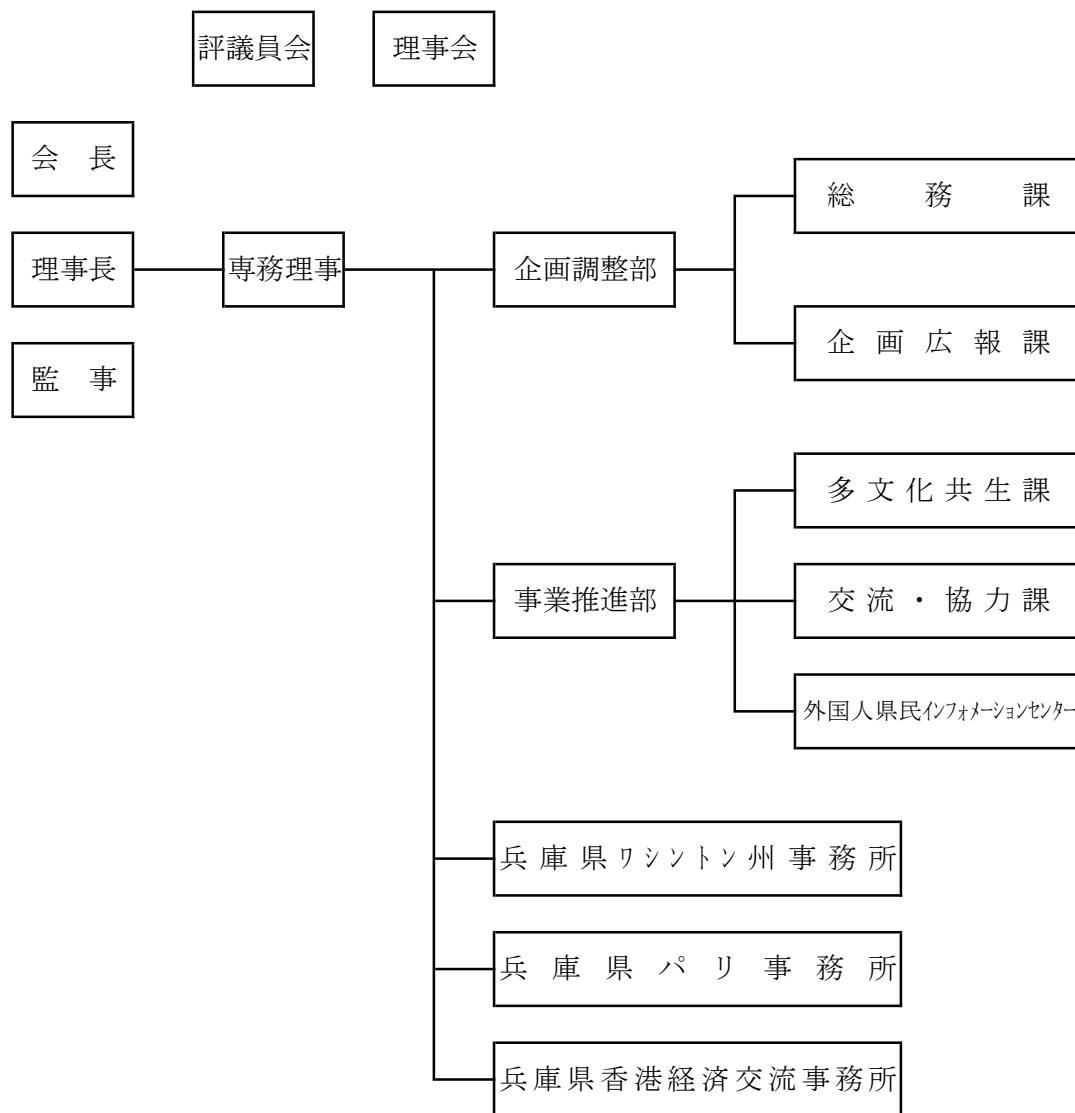 評議員会
理事会
会長
総務課
理事長
専務理事
企画調整部
企画広報課
監事
多文化共生課
事業推進部
交流・協力課
外国人県民インフォメーションセンター
兵庫県ワシントン州事務所
兵庫県パリ事務所
兵庫県香港経済交流事務所